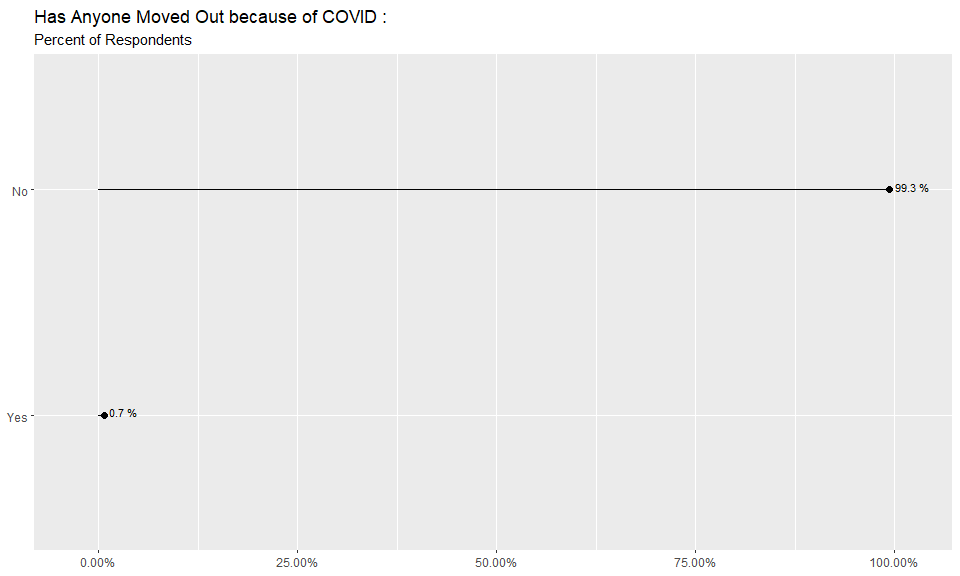 Has Anyone Moved Out because of COVID :
Percent of Respondents
No
99.3 %
Yes
0.7 %
0.00%
25.00%
50.00%
75.00%
100.00%